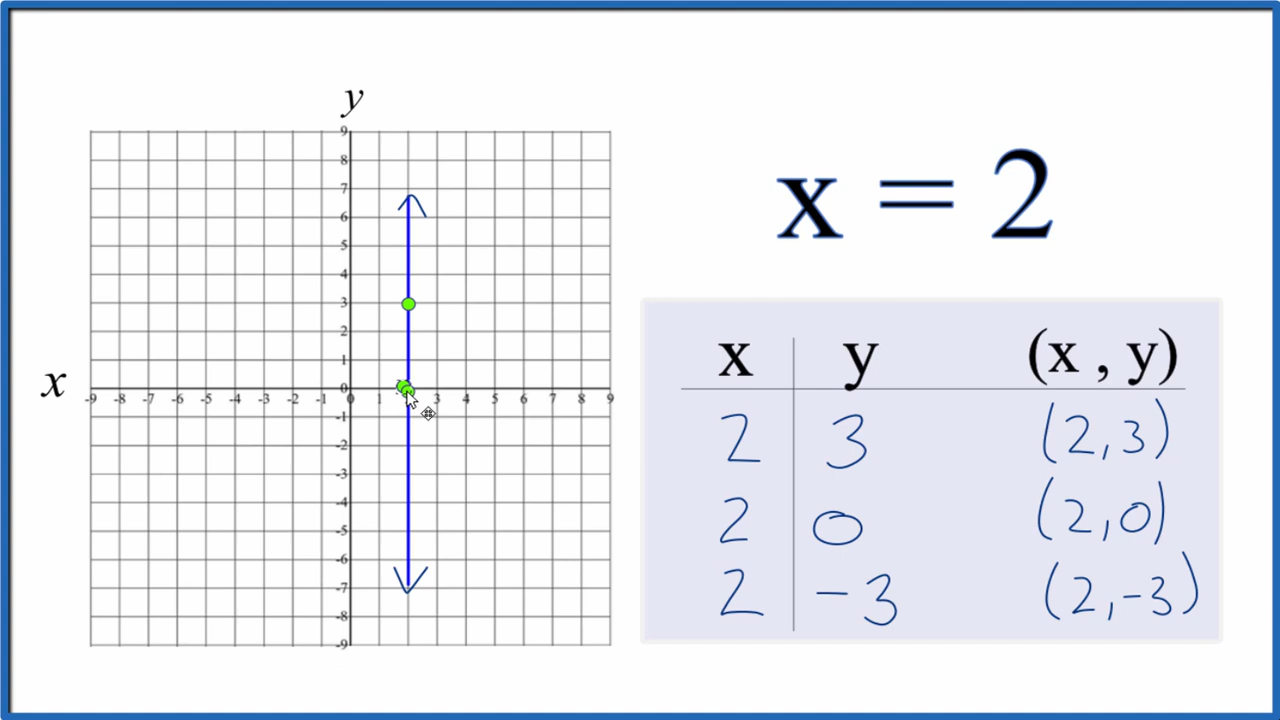 y
9
8
7
6
5
4
3
2
1
x
0
-9 -8 -7 -6 -5 -4 -3 -2 -1 1 3 4 5 6 7 8 9
-1
-2
-3
-4
-5
-6
-7
-8
-9
x = 2
x y (x , y)
2 3 (2,3)
2 0 (2,0)
2 -3 (2,-3)